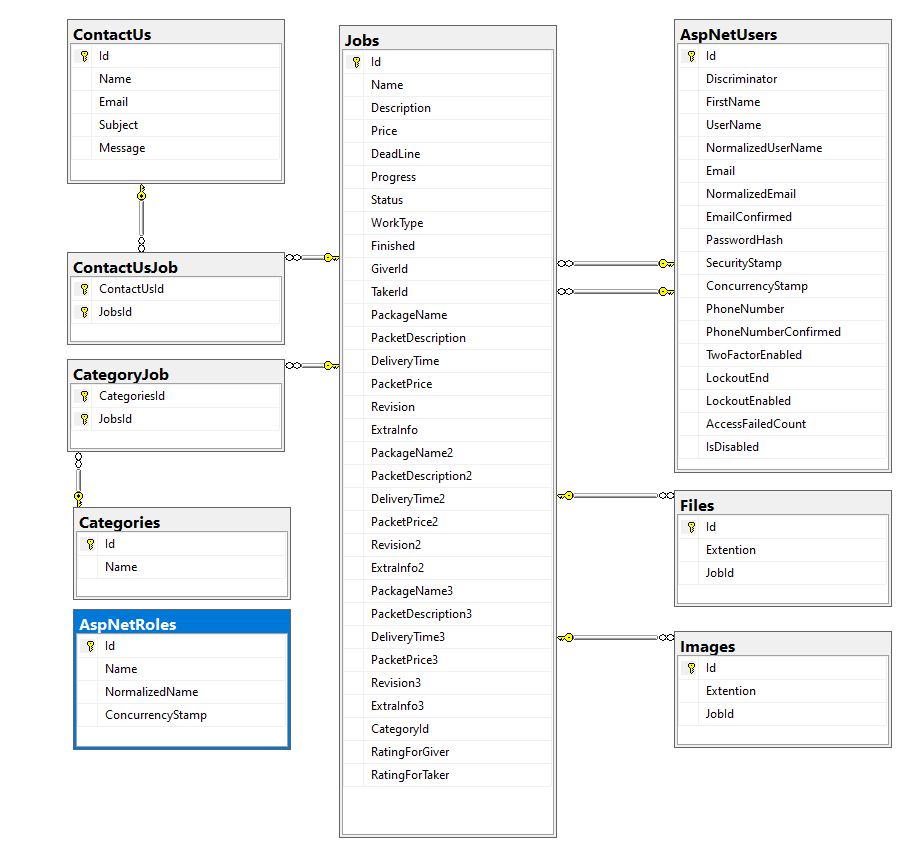 ContactUs
Id
Name
Email
Subject
Message
ContactUsJob
ContactUsId
JobsId
CategoryJob
CategoriesId
JobsId
Categories
Id
Name
AspNetRoles
Id
Name
NormalizedName
ConcurrencyStamp
Jobs
Id
Name
Description
Price
DeadLine
Progress
Status
WorkType
Finished
GiverId
TakerId
PackageName
PacketDescription
DeliveryTime
PacketPrice
Revision
ExtraInfo
PackageName2
PacketDescription2
DeliveryTime2
PacketPrice2
Revision2
ExtraInfo2
PackageName3
PacketDescription3
DeliveryTime3
PacketPrice3
Revision3
ExtraInfo3
CategoryId
RatingForGiver
RatingForTaker
AspNetUsers
Id
Discriminator
FirstName
UserName
NormalizedUserName
Email
NormalizedEmail
EmailConfirmed
PasswordHash
SecurityStamp
ConcurrencyStamp
PhoneNumber
PhoneNumberConfirmed
TwoFactorEnabled
LockoutEnd
LockoutEnabled
AccessFailedCount
IsDisabled
Files
Id
Extention
JobId
Images
Id
Extention
JobId